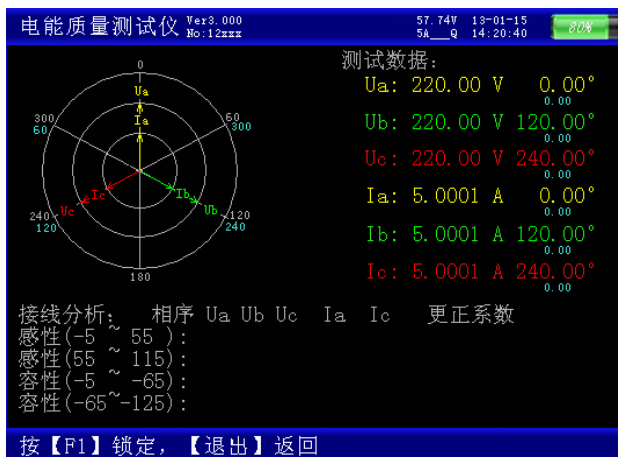 电能质量测试仪 Ver3.000 57.74V 13-01-15 80%
No:12xxx 5A__Q 14:20:40
测试数据:
Ua: 220.00 V 0.00°
0.00
Ub: 220.00 V 120.00°
0.00
Uc: 220.00 V 240.00°
0.00
Ia: 5.0001 A 0.00°
0.00
Ib: 5.0001 A 120.00°
0.00
Ic: 5.0001 A 240.00°
0.00
0
Ua
300 60
60 Ia 300
Ic Ib
Uc Ub
240 120
120 240
180
接线分析: 相序 Ua Ub Uc Ia Ic 更正系数
感性(-5 ~ 55 ):
感性(55 ~ 115):
容性(-5 ~ -65):
容性(-65~-125):
按【F1】锁定，【退出】返回